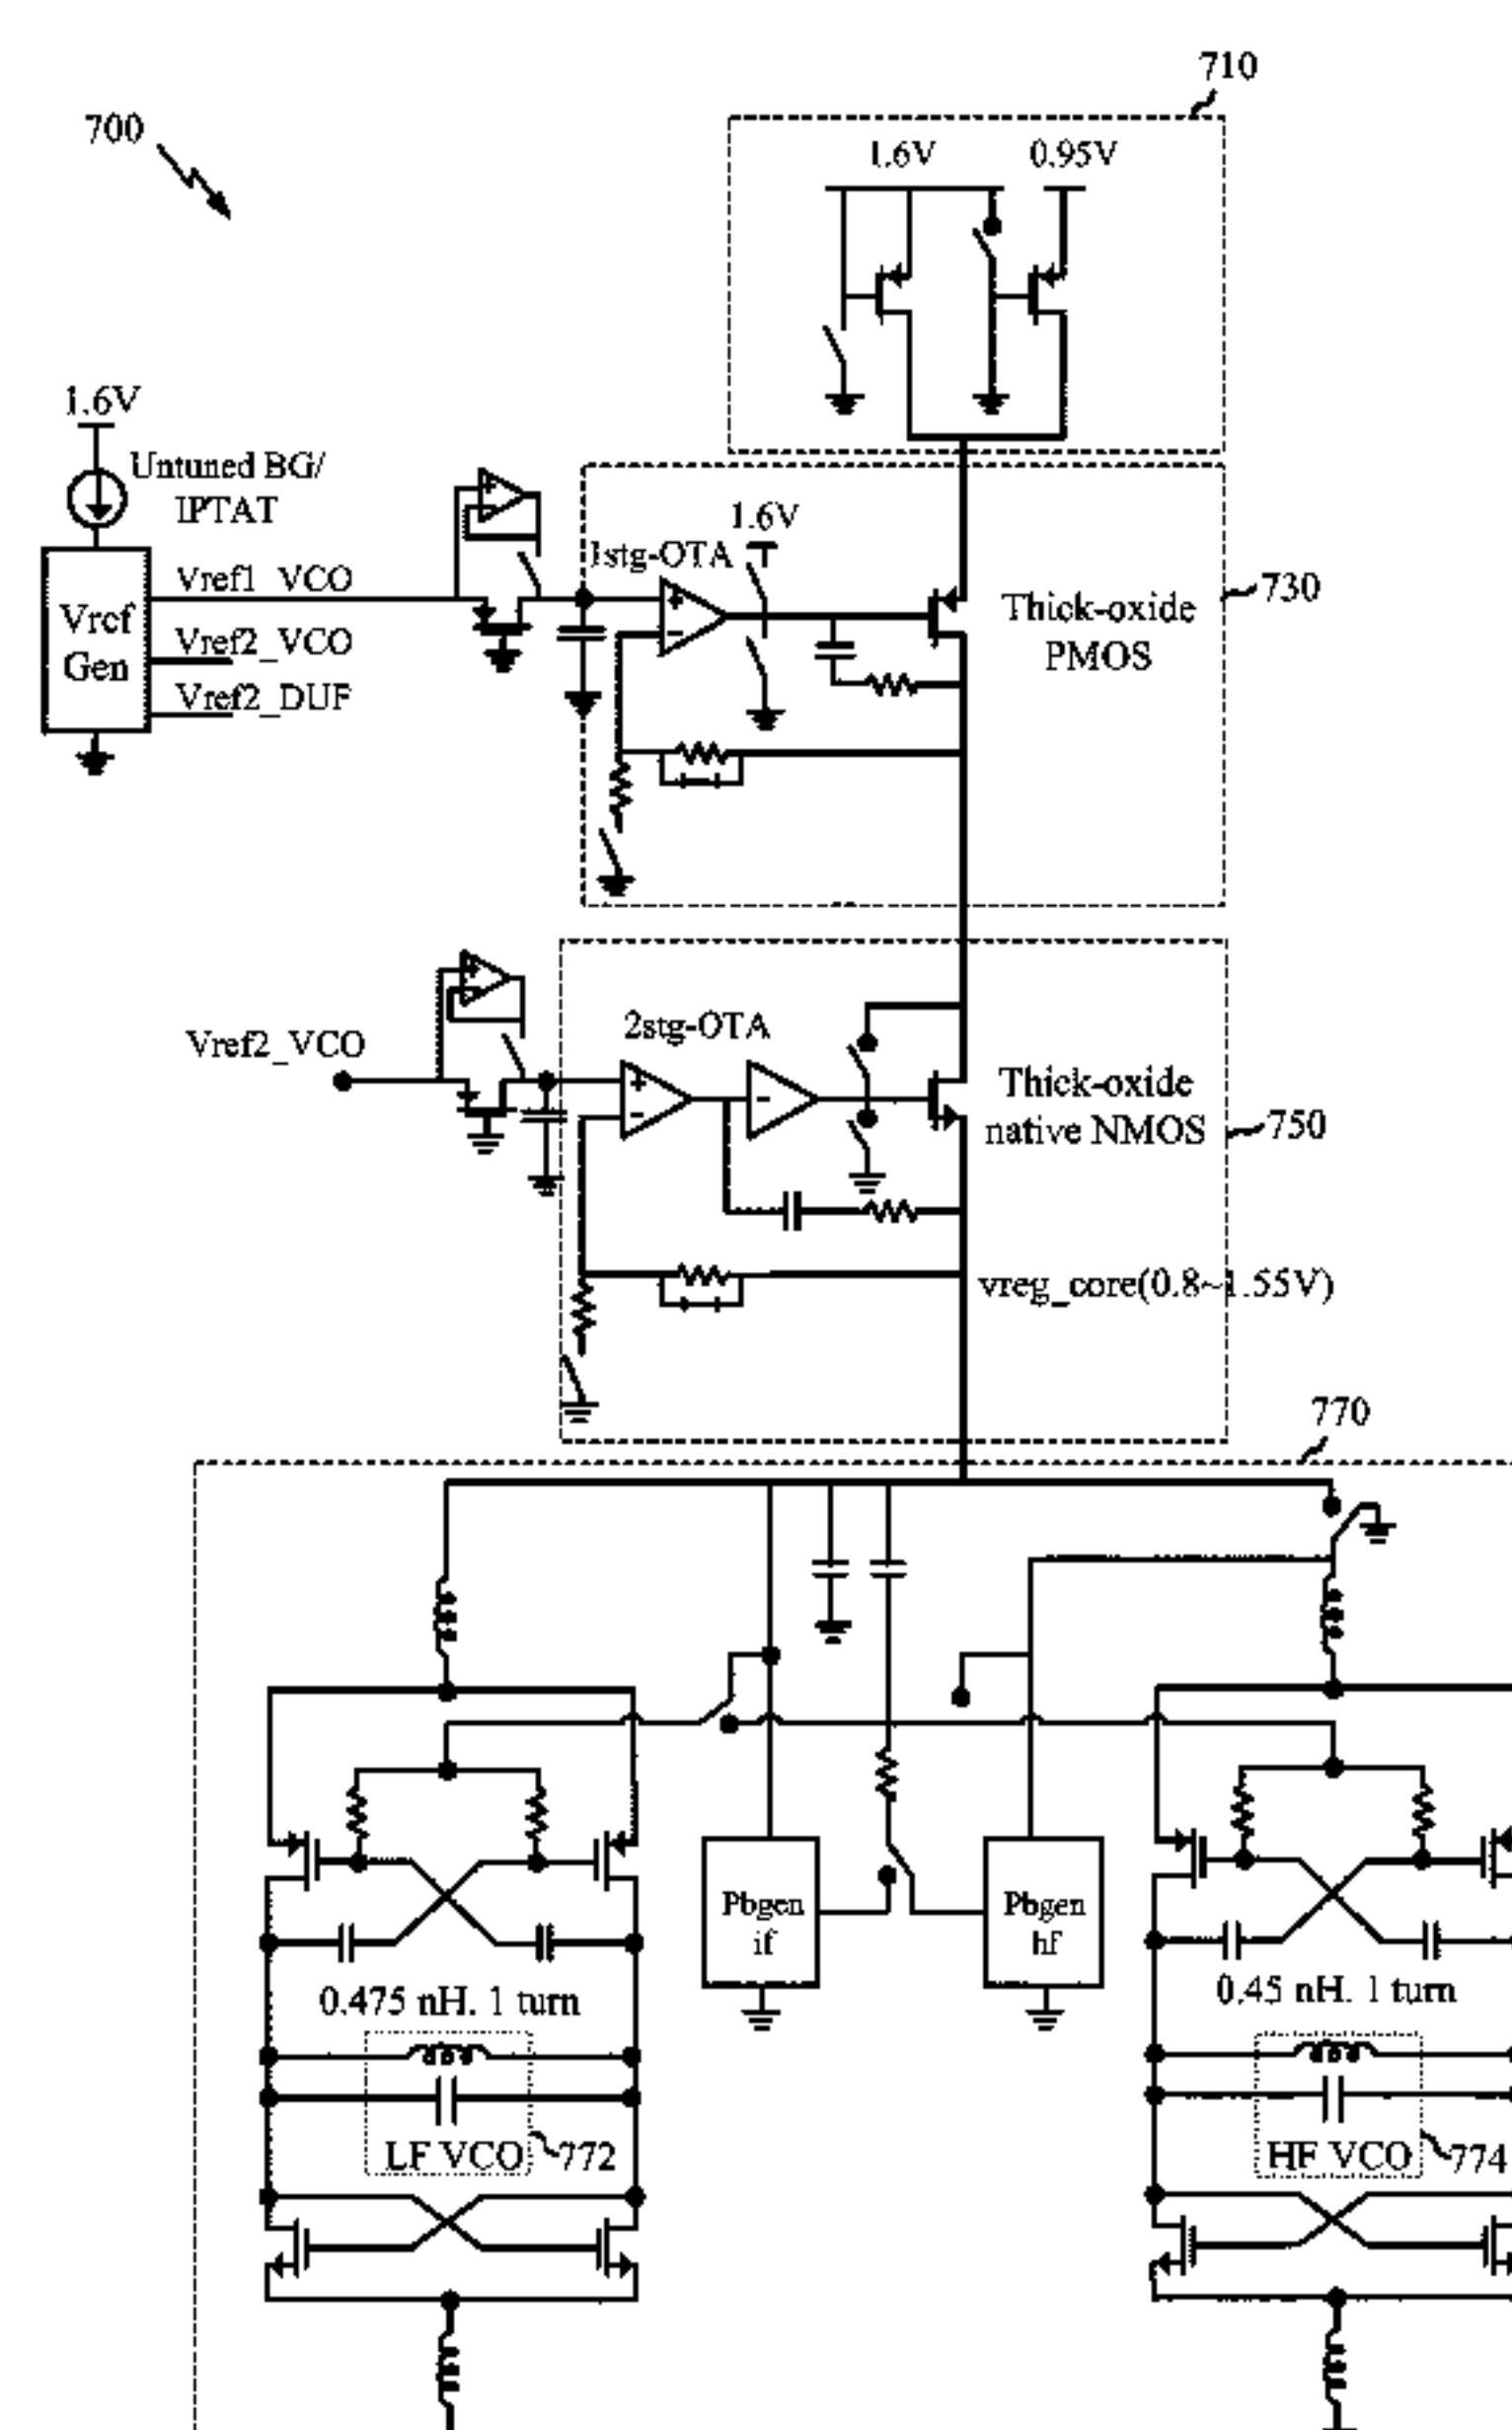 710
700
1.6V
0.95V
1.6V
Untuned BG/
IPTAT
1.6V
1stg-OTA
Vref1_VCO
Vref
Gen
Vref2_VCO
Vref2_DUF
Thick-oxide
PMOS
730
+
-
2stg-OTA
Vref2_VCO
+
-
-
Thick-oxide
native NMOS
750
vreg_core(0.8~1.55V)
770
Pbgen
if
Pbgen
hf
0.475 nH. 1 turn
0.45 nH. 1 turn
LF VCO
772
HF VCO
774